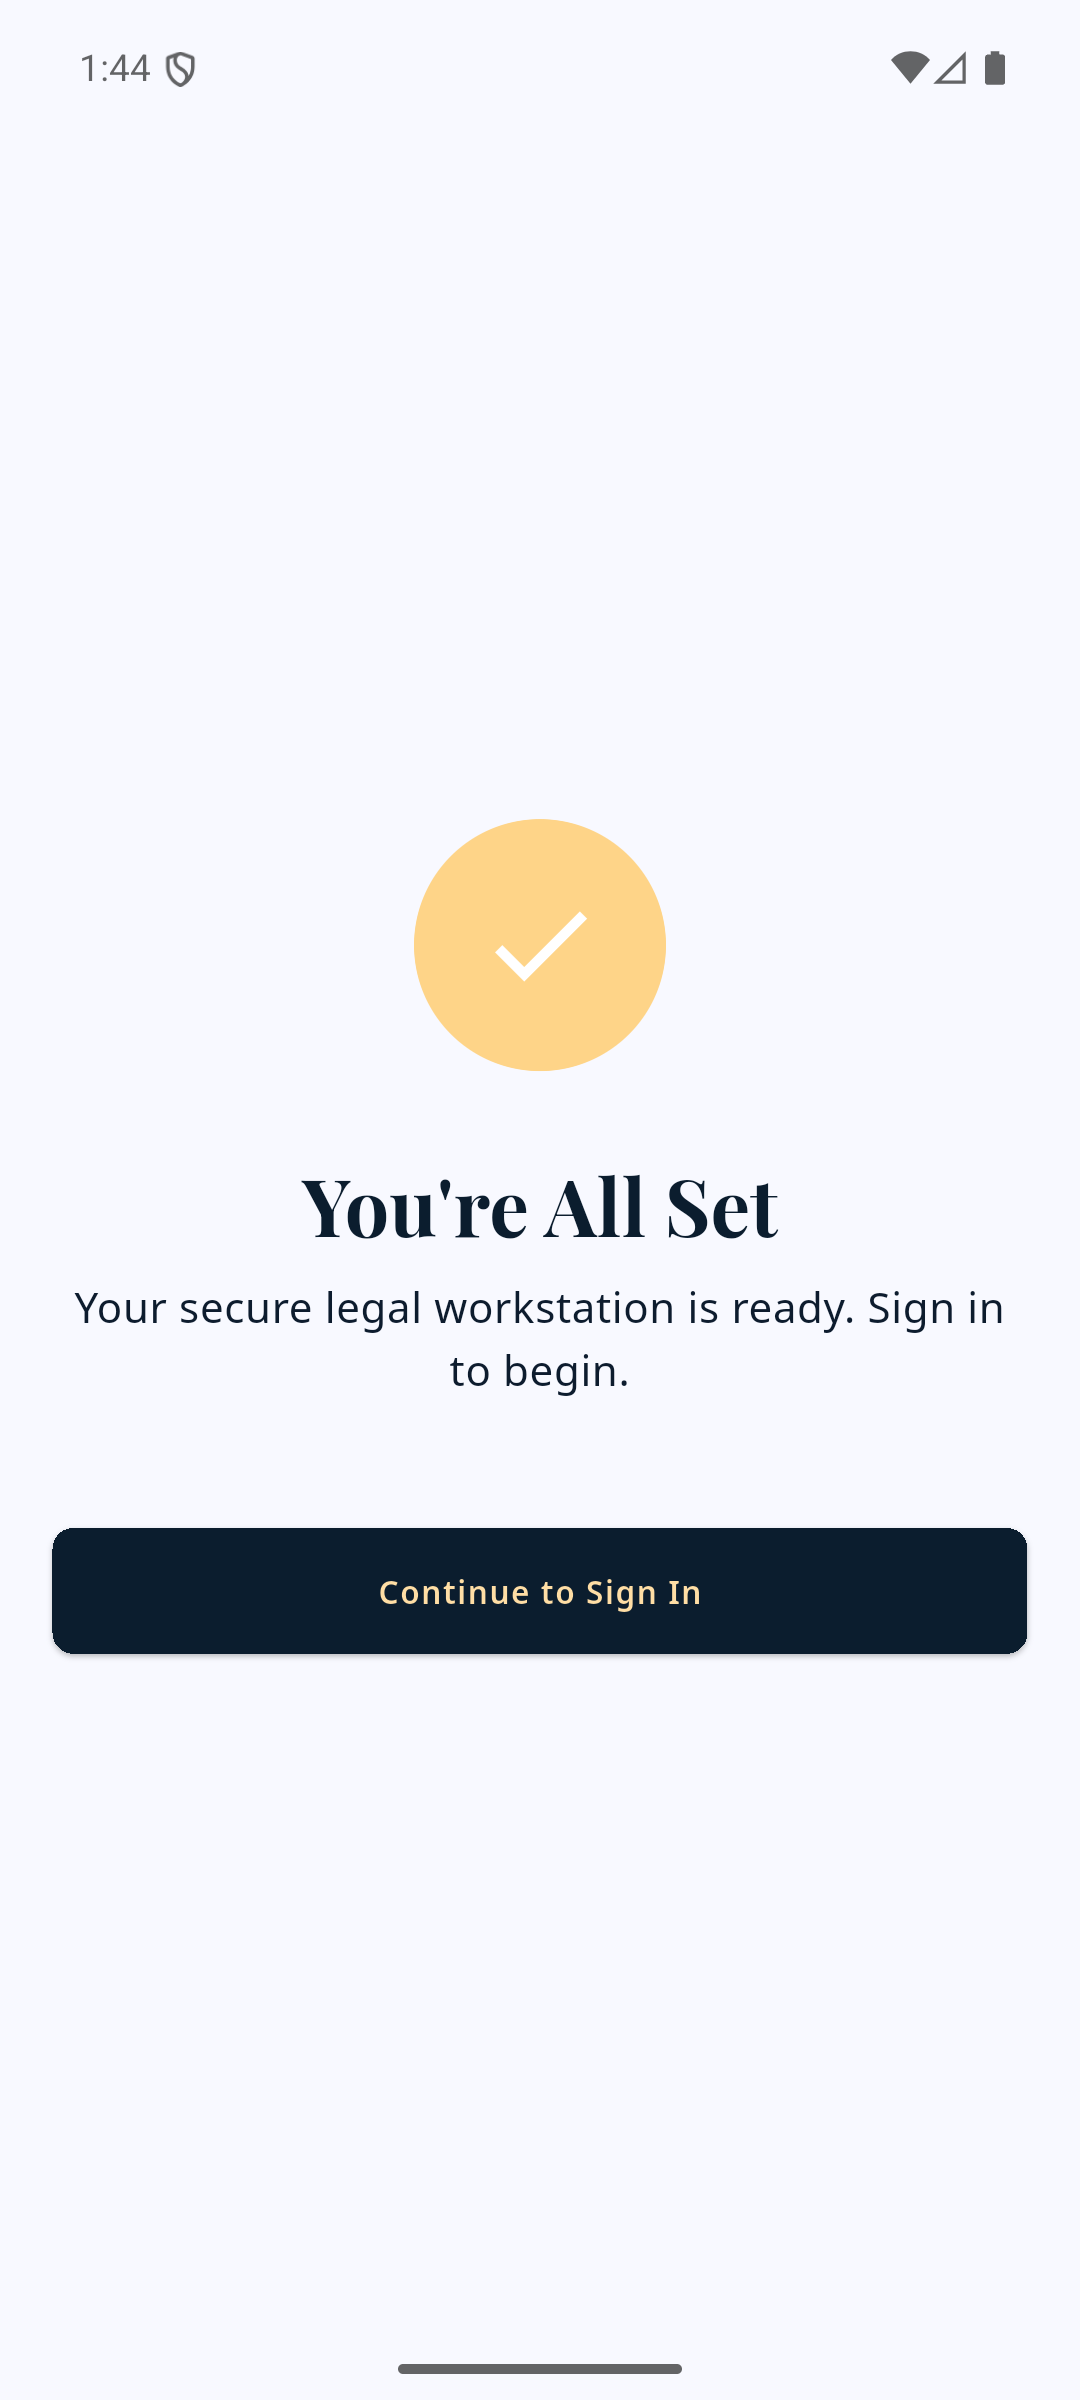 1:44
You're All Set
Your secure legal workstation is ready. Sign in
to begin.
Continue to Sign In